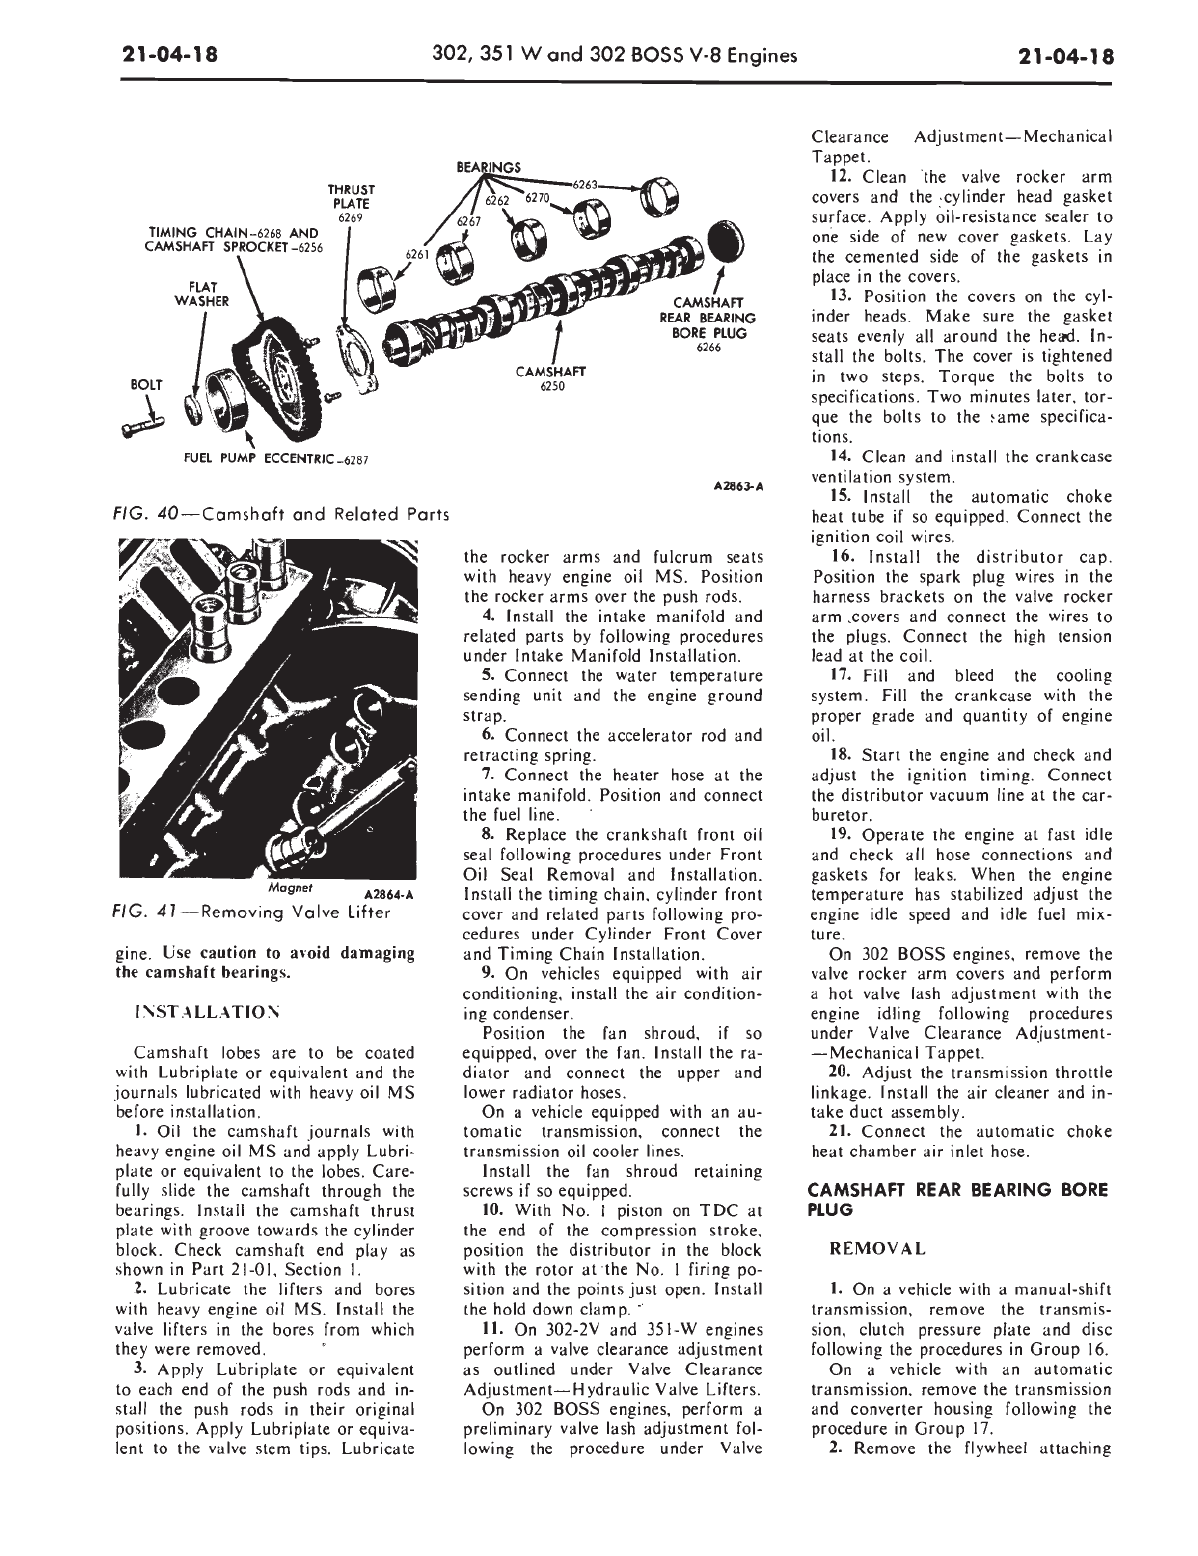 21-04-18
302, 351 W and 302 BOSS V-8 Engines
21-04-18
BEARINGS
THRUST
PLATE
6269
6263
6262
6270
6267
6261
TIMING CHAIN-6268 AND
CAMSHAFT SPROCKET-6256
FLAT
WASHER
BOLT
CAMSHAFT
REAR BEARING
BORE PLUG
6266
CAMSHAFT
6250
FUEL PUMP ECCENTRIC-6287
A2863-A
FIG. 40—Camshaft and Related Parts
Magnet
A2864-A
FIG. 41—Removing Valve Lifter
gine. Use caution to avoid damaging
the camshaft bearings.
INSTALLATION
Camshaft lobes are to be coated
with Lubriplate or equivalent and the
journals lubricated with heavy oil MS
before installation.
1. Oil the camshaft journals with
heavy engine oil MS and apply Lubri-
plate or equivalent to the lobes. Care-
fully slide the camshaft through the
bearings. Install the camshaft thrust
plate with groove towards the cylinder
block. Check camshaft end play as
shown in Part 21-01, Section 1.
2. Lubricate the lifters and bores
with heavy engine oil MS. Install the
valve lifters in the bores from which
they were removed.
3. Apply Lubriplate or equivalent
to each end of the push rods and in-
stall the push rods in their original
positions. Apply Lubriplate or equiva-
lent to the valve stem tips. Lubricate
the rocker arms and fulcrum seats
with heavy engine oil MS. Position
the rocker arms over the push rods.
4. Install the intake manifold and
related parts by following procedures
under Intake Manifold Installation.
5. Connect the water temperature
sending unit and the engine ground
strap.
6. Connect the accelerator rod and
retracting spring.
7. Connect the heater hose at the
intake manifold. Position and connect
the fuel line.
8. Replace the crankshaft front oil
seal following procedures under Front
Oil Seal Removal and Installation.
Install the timing chain, cylinder front
cover and related parts following pro-
cedures under Cylinder Front Cover
and Timing Chain Installation.
9. On vehicles equipped with air
conditioning, install the air condition-
ing condenser.
Position the fan shroud, if so
equipped, over the fan. Install the ra-
diator and connect the upper and
lower radiator hoses.
On a vehicle equipped with an au-
tomatic transmission, connect the
transmission oil cooler lines.
Install the fan shroud retaining
screws if so equipped.
10. With No. 1 piston on TDC at
the end of the compression stroke,
position the distributor in the block
with the rotor at the No. 1 firing po-
sition and the points just open. Install
the hold down clamp.
11. On 302-2V and 351-W engines
perform a valve clearance adjustment
as outlined under Valve Clearance
Adjustment—Hydraulic Valve Lifters.
On 302 BOSS engines, perform a
preliminary valve lash adjustment fol-
lowing the procedure under Valve
Clearance Adjustment—Mechanical
Tappet.
12. Clean the valve rocker arm
covers and the cylinder head gasket
surface. Apply oil-resistance sealer to
one side of new cover gaskets. Lay
the cemented side of the gaskets in
place in the covers.
13. Position the covers on the cyl-
inder heads. Make sure the gasket
seats evenly all around the head. In-
stall the bolts. The cover is tightened
in two steps. Torque the bolts to
specifications. Two minutes later, tor-
que the bolts to the same specifica-
tions.
14. Clean and install the crankcase
ventilation system.
15. Install the automatic choke
heat tube if so equipped. Connect the
ignition coil wires.
16. Install the distributor cap.
Position the spark plug wires in the
harness brackets on the valve rocker
arm covers and connect the wires to
the plugs. Connect the high tension
lead at the coil.
17. Fill and bleed the cooling
system. Fill the crankcase with the
proper grade and quantity of engine
oil.
18. Start the engine and check and
adjust the ignition timing. Connect
the distributor vacuum line at the car-
buretor.
19. Operate the engine at fast idle
and check all hose connections and
gaskets for leaks. When the engine
temperature has stabilized adjust the
engine idle speed and idle fuel mix-
ture.
On 302 BOSS engines, remove the
valve rocker arm covers and perform
a hot valve lash adjustment with the
engine idling following procedures
under Valve Clearance Adjustment-
—Mechanical Tappet.
20. Adjust the transmission throttle
linkage. Install the air cleaner and in-
take duct assembly.
21. Connect the automatic choke
heat chamber air inlet hose.
CAMSHAFT REAR BEARING BORE
PLUG
REMOVAL
1. On a vehicle with a manual-shift
transmission, remove the transmis-
sion, clutch pressure plate and disc
following the procedures in Group 16.
On a vehicle with an automatic
transmission, remove the transmission
and converter housing following the
procedure in Group 17.
2. Remove the flywheel attaching